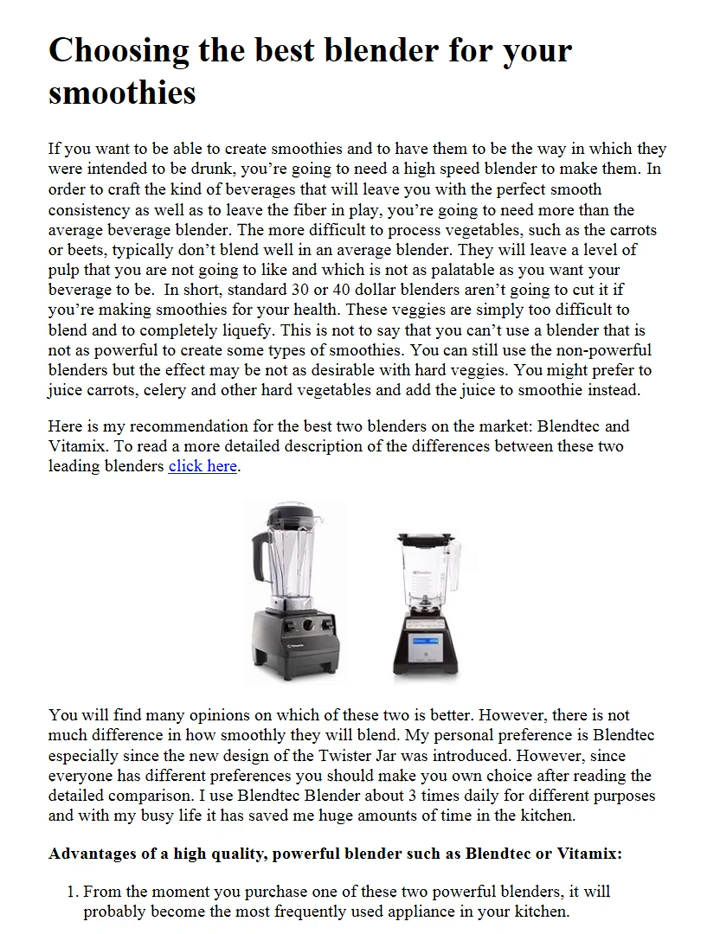 Choosing the best blender for your
smoothies
If you want to be able to create smoothies and to have them to be the way in which they
were intended to be drunk, you’re going to need a high speed blender to make them. In
order to craft the kind of beverages that will leave you with the perfect smooth
consistency as well as to leave the fiber in play, you’re going to need more than the
average beverage blender. The more difficult to process vegetables, such as the carrots
or beets, typically don’t blend well in an average blender. They will leave a level of
pulp that you are not going to like and which is not as palatable as you want your
beverage to be.  In short, standard 30 or 40 dollar blenders aren’t going to cut it if
you’re making smoothies for your health. These veggies are simply too difficult to
blend and to completely liquefy. This is not to say that you can’t use a blender that is
not as powerful to create some types of smoothies. You can still use the non-powerful
blenders but the effect may be not as desirable with hard veggies. You might prefer to
juice carrots, celery and other hard vegetables and add the juice to smoothie instead.
Here is my recommendation for the best two blenders on the market: Blendtec and
Vitamix. To read a more detailed description of the differences between these two
leading blenders click here.
You will find many opinions on which of these two is better. However, there is not
much difference in how smoothly they will blend. My personal preference is Blendtec
especially since the new design of the Twister Jar was introduced. However, since
everyone has different preferences you should make you own choice after reading the
detailed comparison. I use Blendtec Blender about 3 times daily for different purposes
and with my busy life it has saved me huge amounts of time in the kitchen.
Advantages of a high quality, powerful blender such as Blendtec or Vitamix:
1. From the moment you purchase one of these two powerful blenders, it will
probably become the most frequently used appliance in your kitchen.